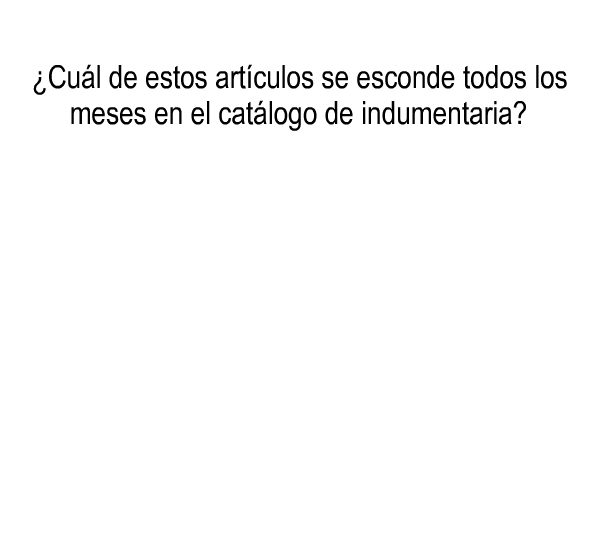 ¿Cuál de estos artículos se esconde todos los
meses en el catálogo de indumentaria?